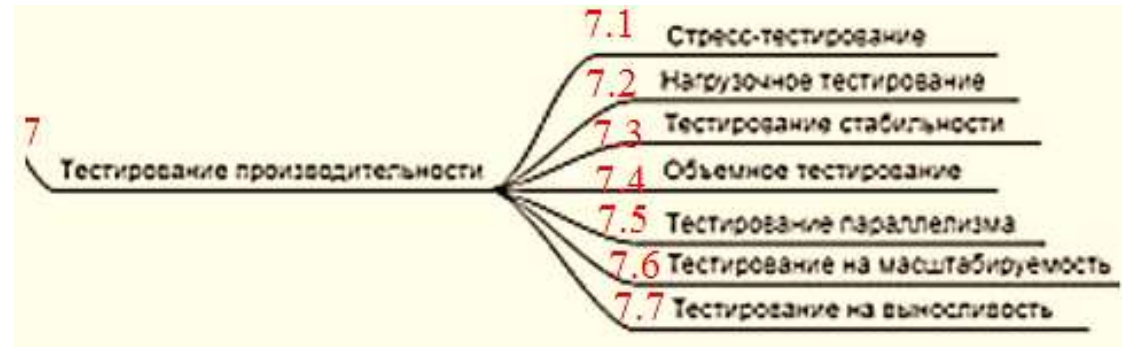 7.1 Стресс-тестирование
7.2 Нагрузочное тестирование
7.3 Тестирование стабильности
7 Тестирование производительности
7.4 Объемное тестирование
7.5 Тестирование параллелизма
7.6 Тестирование на масштабируемость
7.7 Тестирование на выносливость